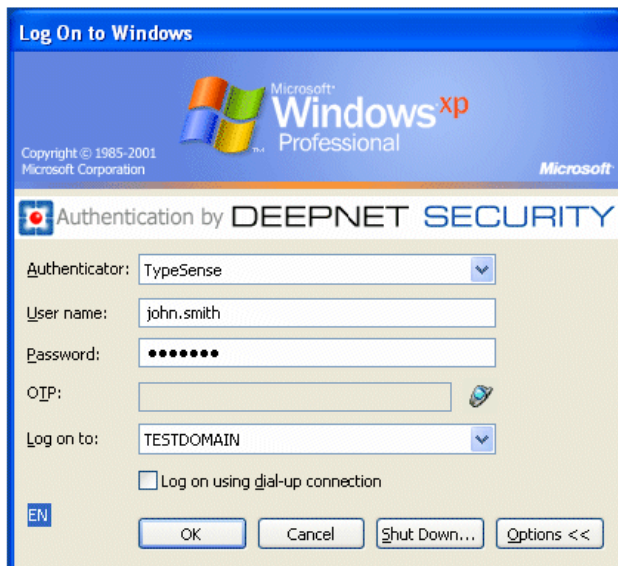 Log On to Windows
Microsoft®
Windows xp
Professional
Copyright © 1985-2001
Microsoft Corporation
Microsoft®
Authentication by DEEPNET SECURITY
Authenticator: TypeSense
User name: john.smith
Password: •••••••
OTP:
Log on to: TESTDOMAIN
Log on using dial-up connection
EN
OK Cancel Shut Down... Options <<